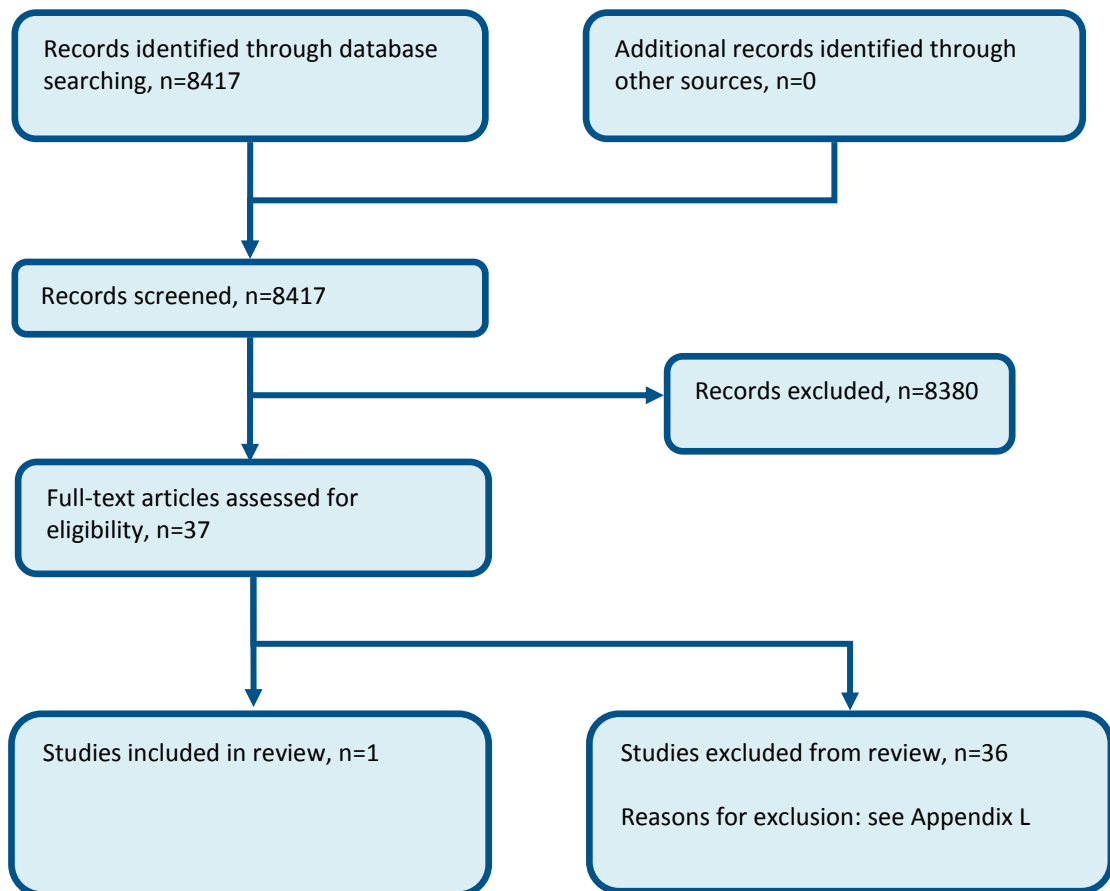 Records identified through database
searching, n=8417
Additional records identified through
other sources, n=0
Records screened, n=8417
Records excluded, n=8380
Full-text articles assessed for
eligibility, n=37
Studies included in review, n=1
Studies excluded from review, n=36
Reasons for exclusion: see Appendix L